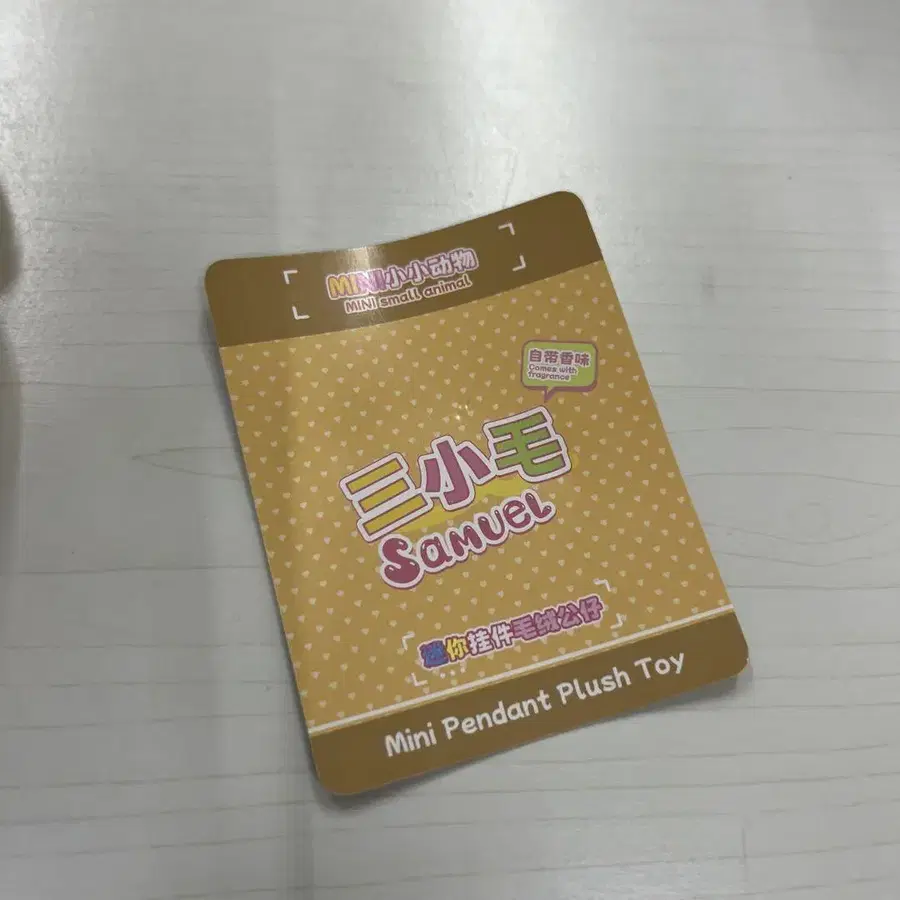 MINI小小动物
MINI small animal
自带香味
Comes with
fragrance
三小毛
Samuel
迷你挂件毛绒公仔
Mini Pendant Plush Toy